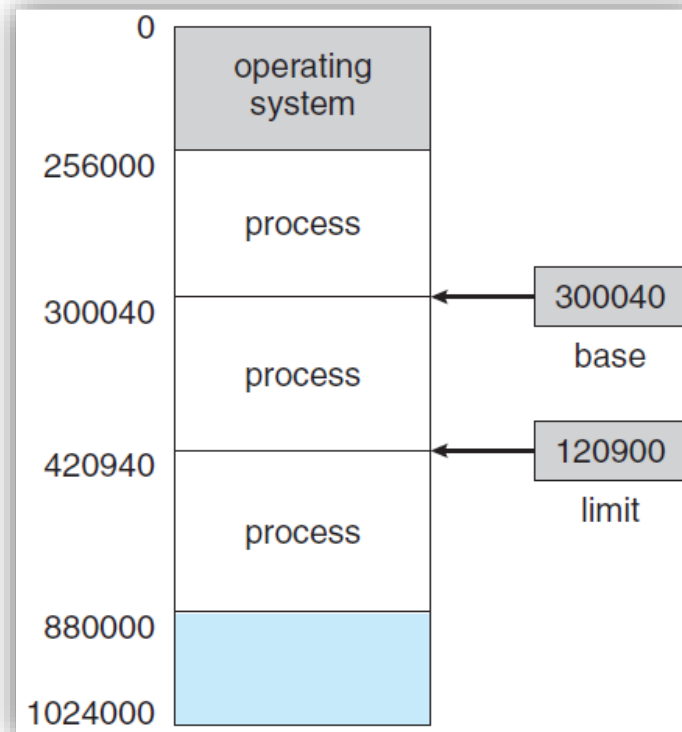 0
operating
system
256000
process
300040
300040
base
process
420940
120900
limit
process
880000
1024000